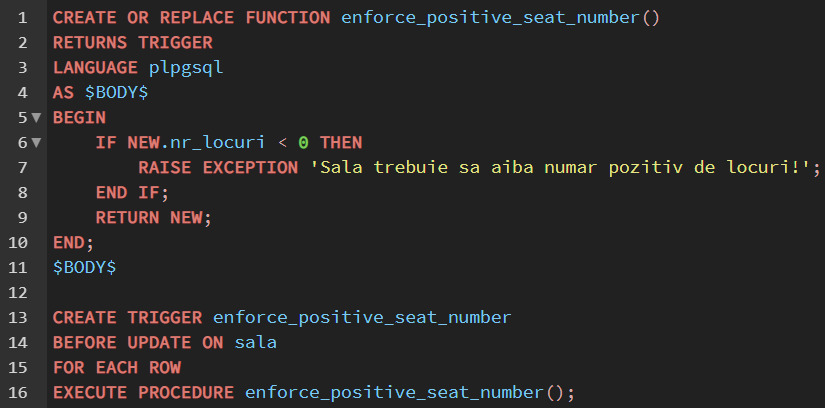 1 CREATE OR REPLACE FUNCTION enforce_positive_seat_number()
2 RETURNS TRIGGER
3 LANGUAGE plpgsql
4 AS $BODY$
5 BEGIN
6     IF NEW.nr_locuri < 0 THEN
7         RAISE EXCEPTION 'Sala trebuie sa aiba numar pozitiv de locuri!';
8     END IF;
9     RETURN NEW;
10 END;
11 $BODY$
12
13 CREATE TRIGGER enforce_positive_seat_number
14 BEFORE UPDATE ON sala
15 FOR EACH ROW
16 EXECUTE PROCEDURE enforce_positive_seat_number();